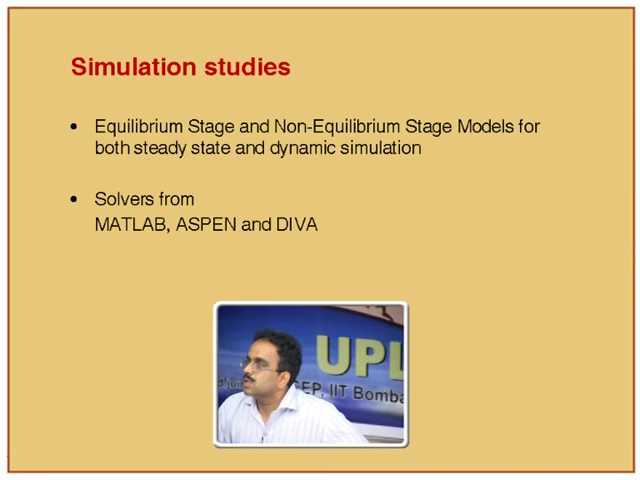 Simulation studies
• Equilibrium Stage and Non-Equilibrium Stage Models for
both steady state and dynamic simulation
• Solvers from
MATLAB, ASPEN and DIVA
UPL
CEP, IIT Bomba